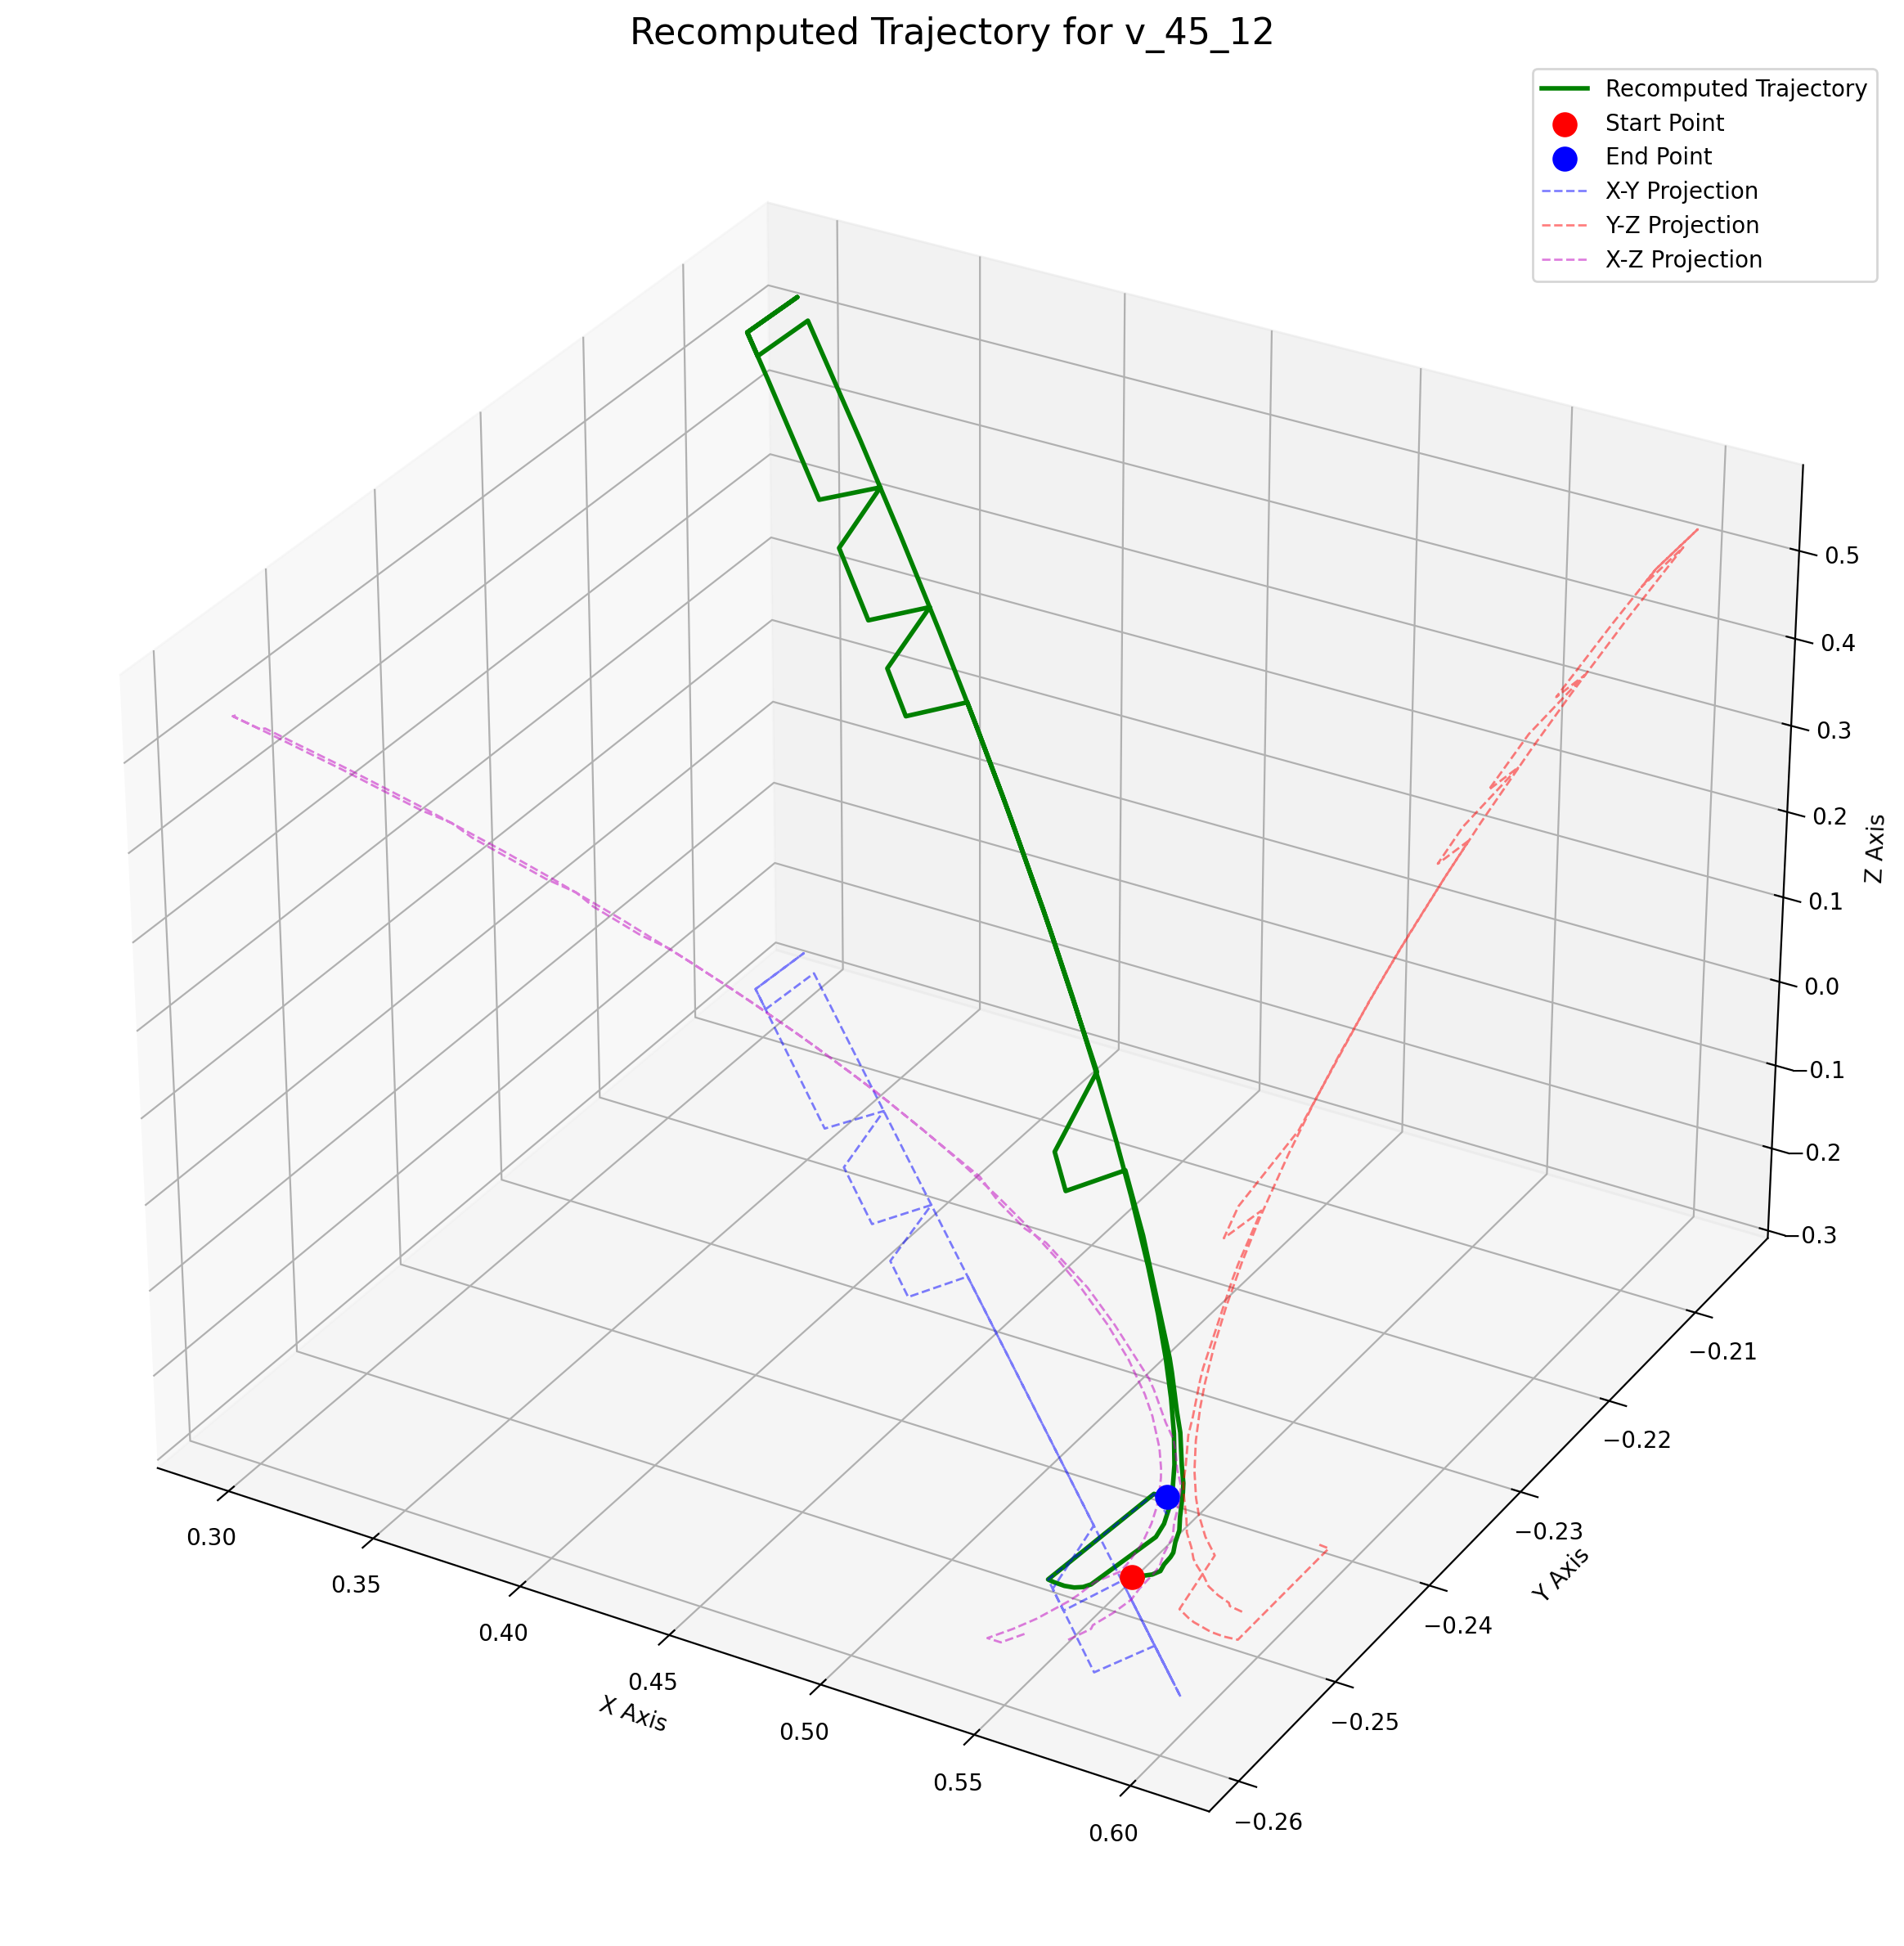 Recomputed Trajectory for v_45_12
Recomputed Trajectory
Start Point
End Point
X-Y Projection
Y-Z Projection
X-Z Projection
0.5
0.4
0.3
0.2
0.1
0.0
−0.1
−0.2
−0.3
Z Axis
−0.21
−0.22
−0.23
−0.24
−0.25
−0.26
Y Axis
0.30
0.35
0.40
0.45
0.50
0.55
0.60
X Axis